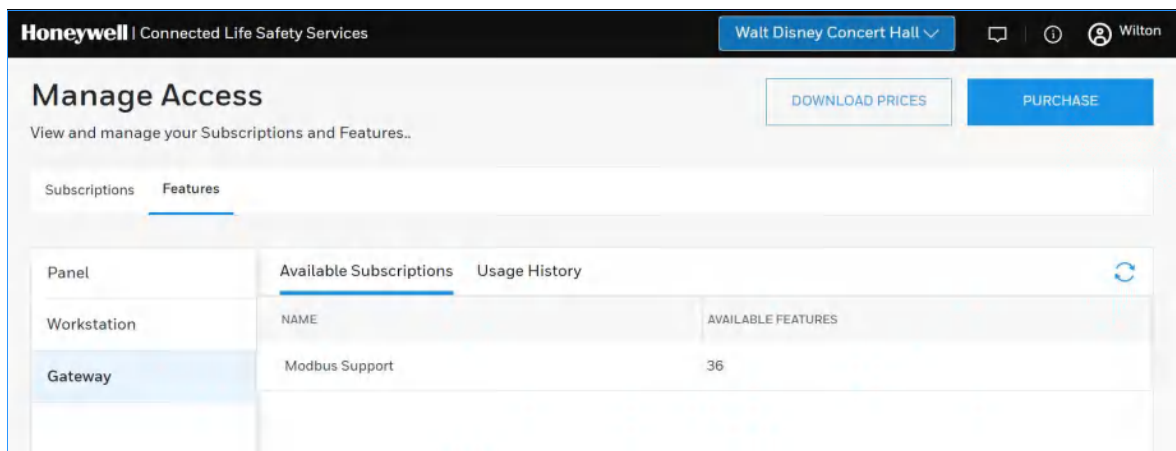 Honeywell | Connected Life Safety Services
Walt Disney Concert Hall
Wilton
Manage Access
DOWNLOAD PRICES
PURCHASE
View and manage your Subscriptions and Features..
Subscriptions Features
Panel
Workstation
Gateway
Available Subscriptions Usage History
NAME AVAILABLE FEATURES
Modbus Support 36